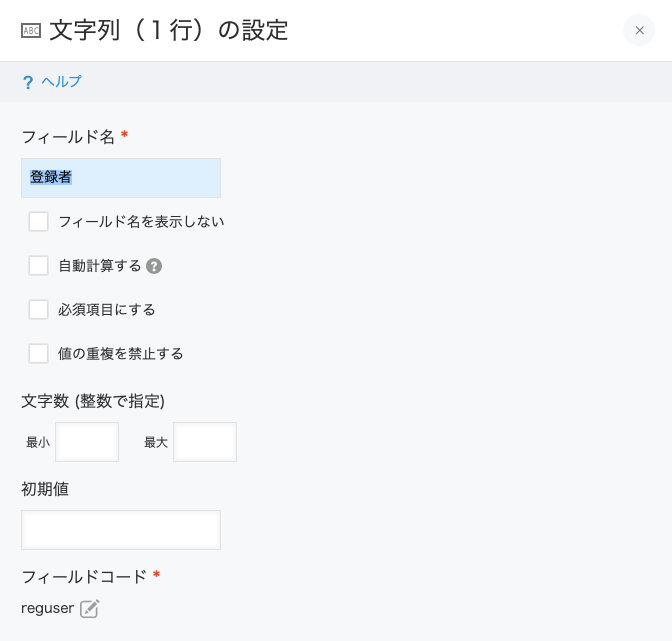 ABC 文字列（１行）の設定
×
? ヘルプ
フィールド名 *
登録者
フィールド名を表示しない
自動計算する ?
必須項目にする
値の重複を禁止する
文字数 (整数で指定)
最小 最大
初期値
フィールドコード *
reguser